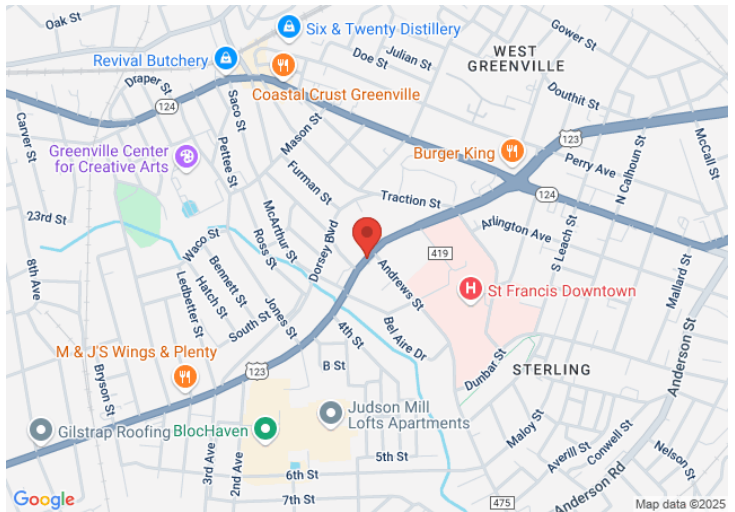 Oak St
Six & Twenty Distillery
Gower St
Revival Butchery
Julian St
WEST
GREENVILLE
Doe St
Draper St
Coastal Crust Greenville
Douthit St
124
Saco St
Carver St
Mason St
123
McCall St
Greenville Center
for Creative Arts
Pettee St
Burger King
Perry Ave
N Calhoun St
Furman St
Traction St
124
23rd St
McArthur St
Arlington Ave
Waco St
Ross St
Dorsey Blvd
419
S Leach St
8th Ave
Andrews St
Mallard St
Ledbetter St
Hatch St
Bennett St
St Francis Downtown
South St
Jones St
4th St
Bel Aire Dr
Anderson St
M & J'S Wings & Plenty
B St
Dunbar St
123
STERLING
Bryson St
Judson Mill
Lofts Apartments
Gilstrap Roofing
BlocHaven
Maloy St
3rd Ave
2nd Ave
5th St
Averill St
Conwell St
Nelson St
6th St
Anderson Rd
7th St
475
Google
Map data ©2025
H